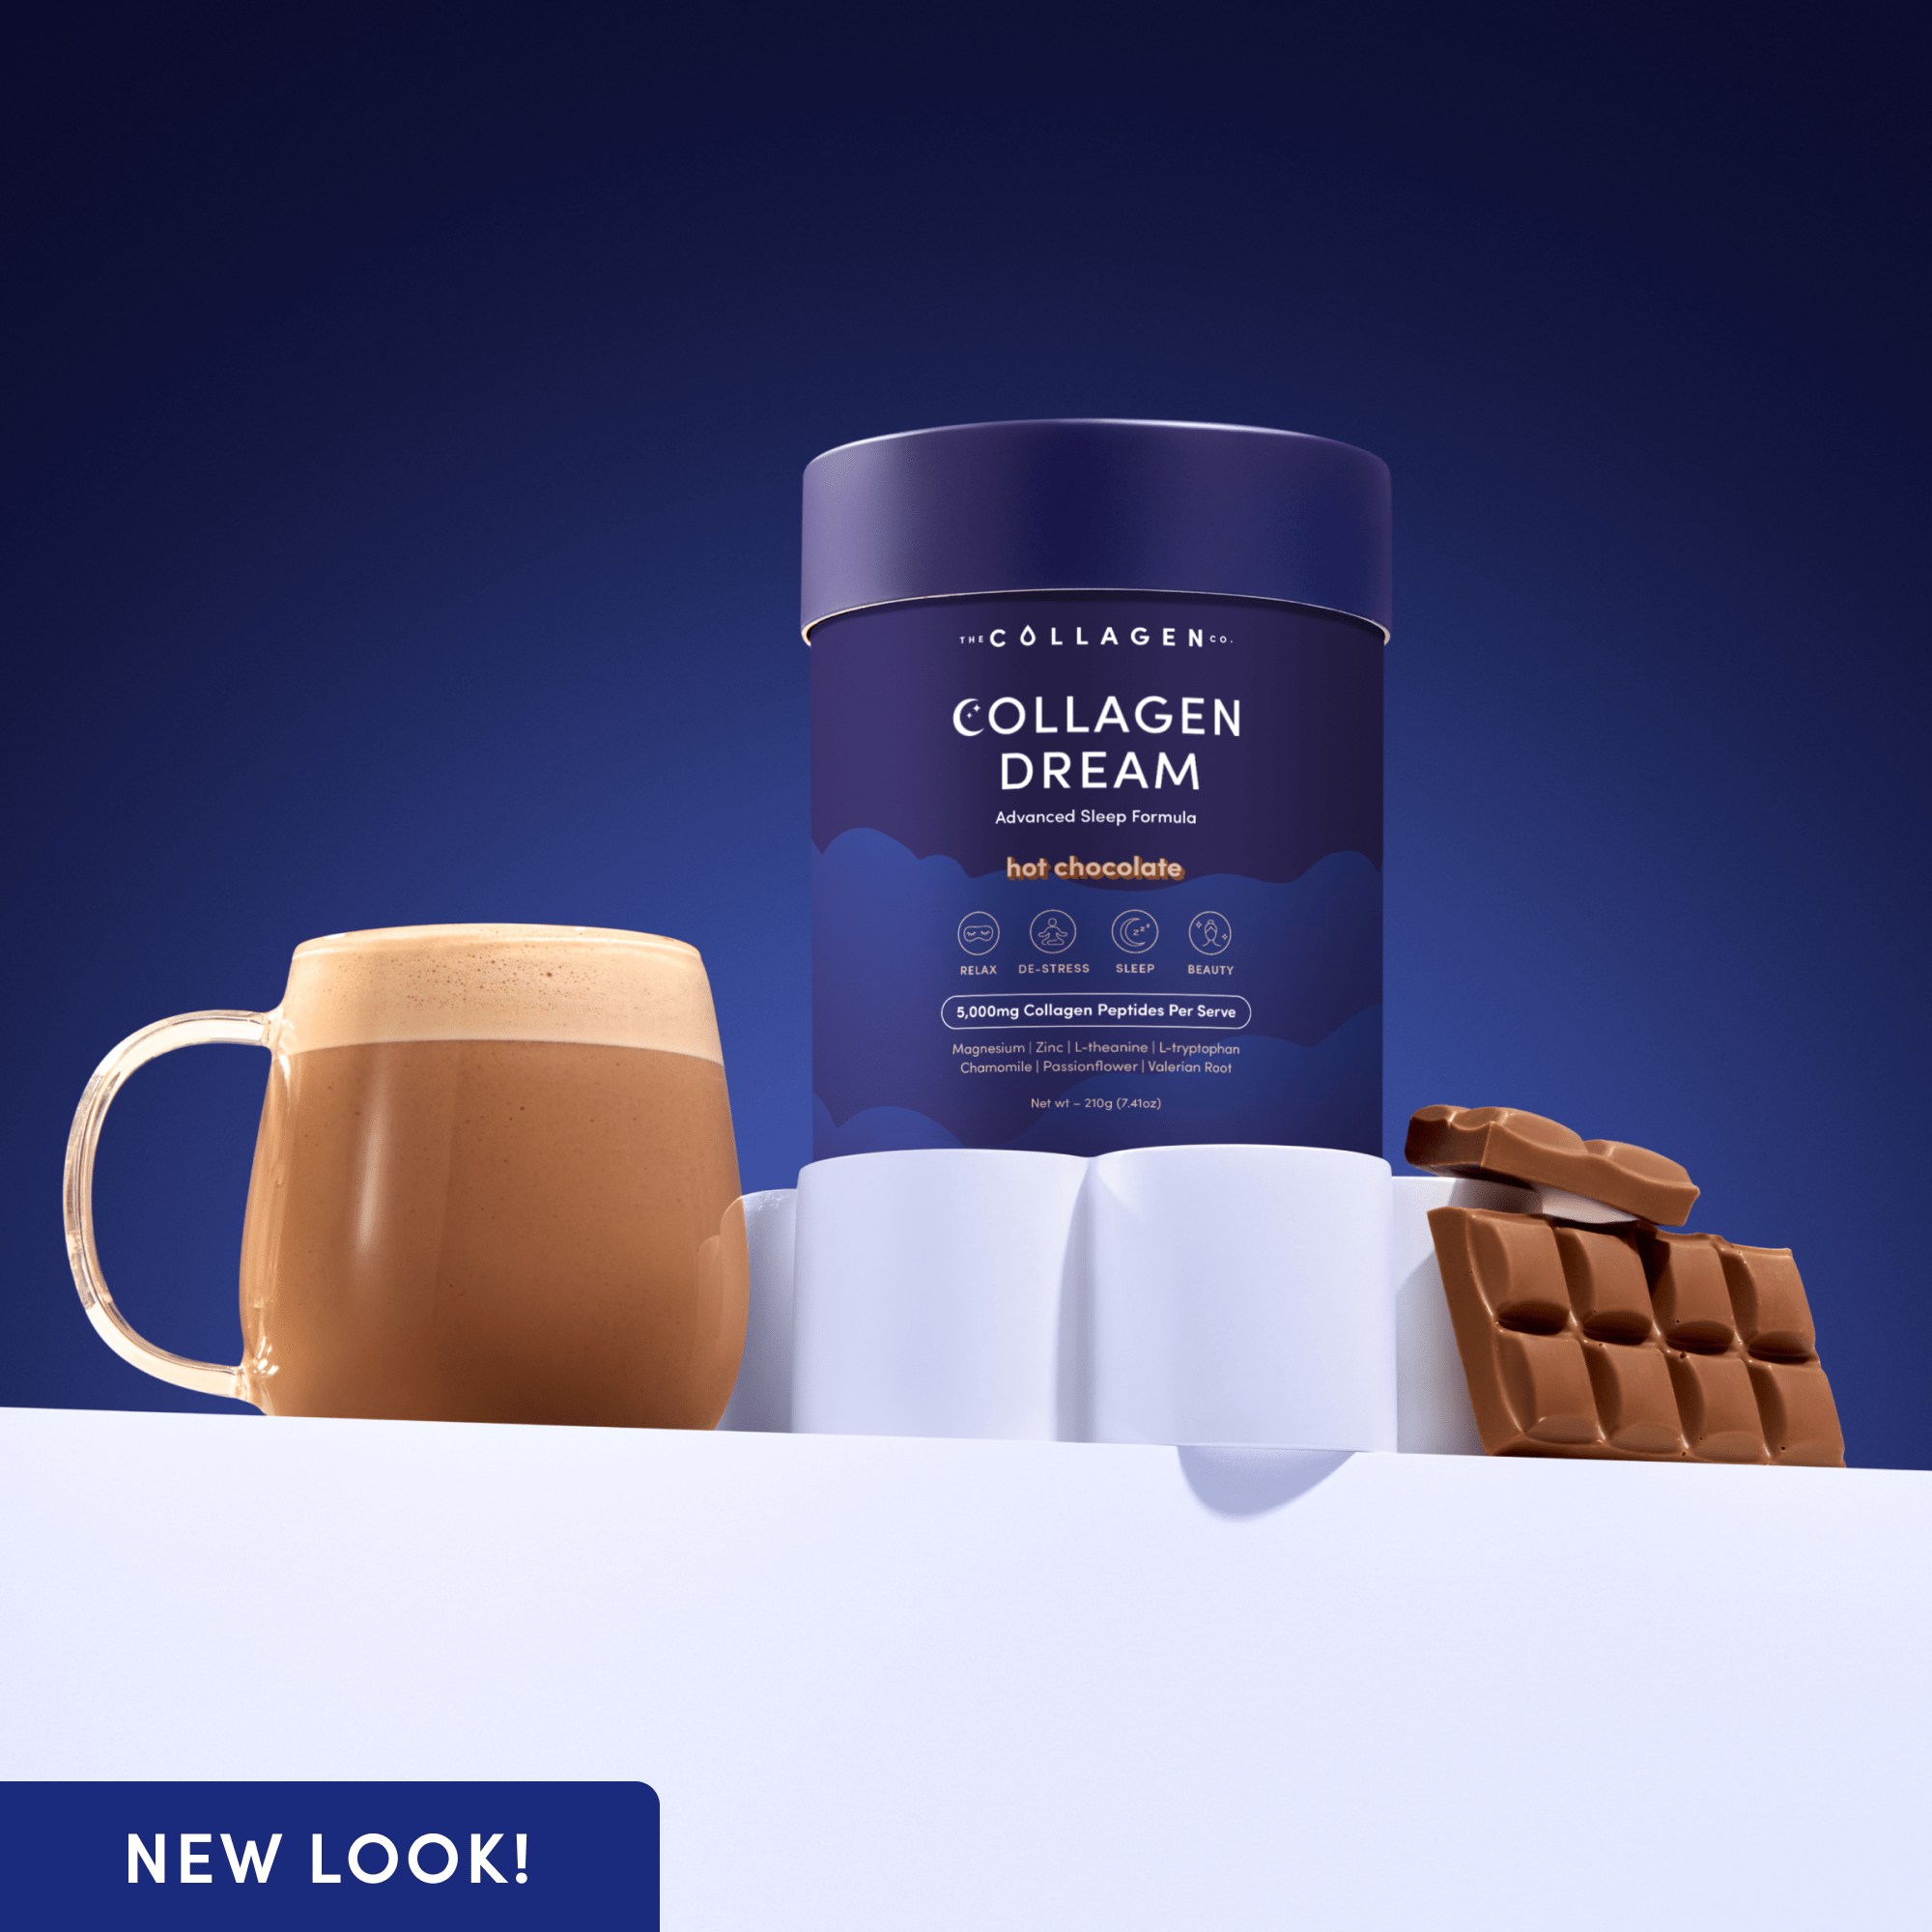 THE COLLAGEN CO.
COLLAGEN
DREAM
Advanced Sleep Formula
hot chocolate
RELAX DE-STRESS SLEEP BEAUTY
5,000mg Collagen Peptides Per Serve
Magnesium | Zinc | L-theanine | L-tryptophan
Chamomile | Passionflower | Valerian Root
Net wt – 210g (7.41oz)
NEW LOOK!